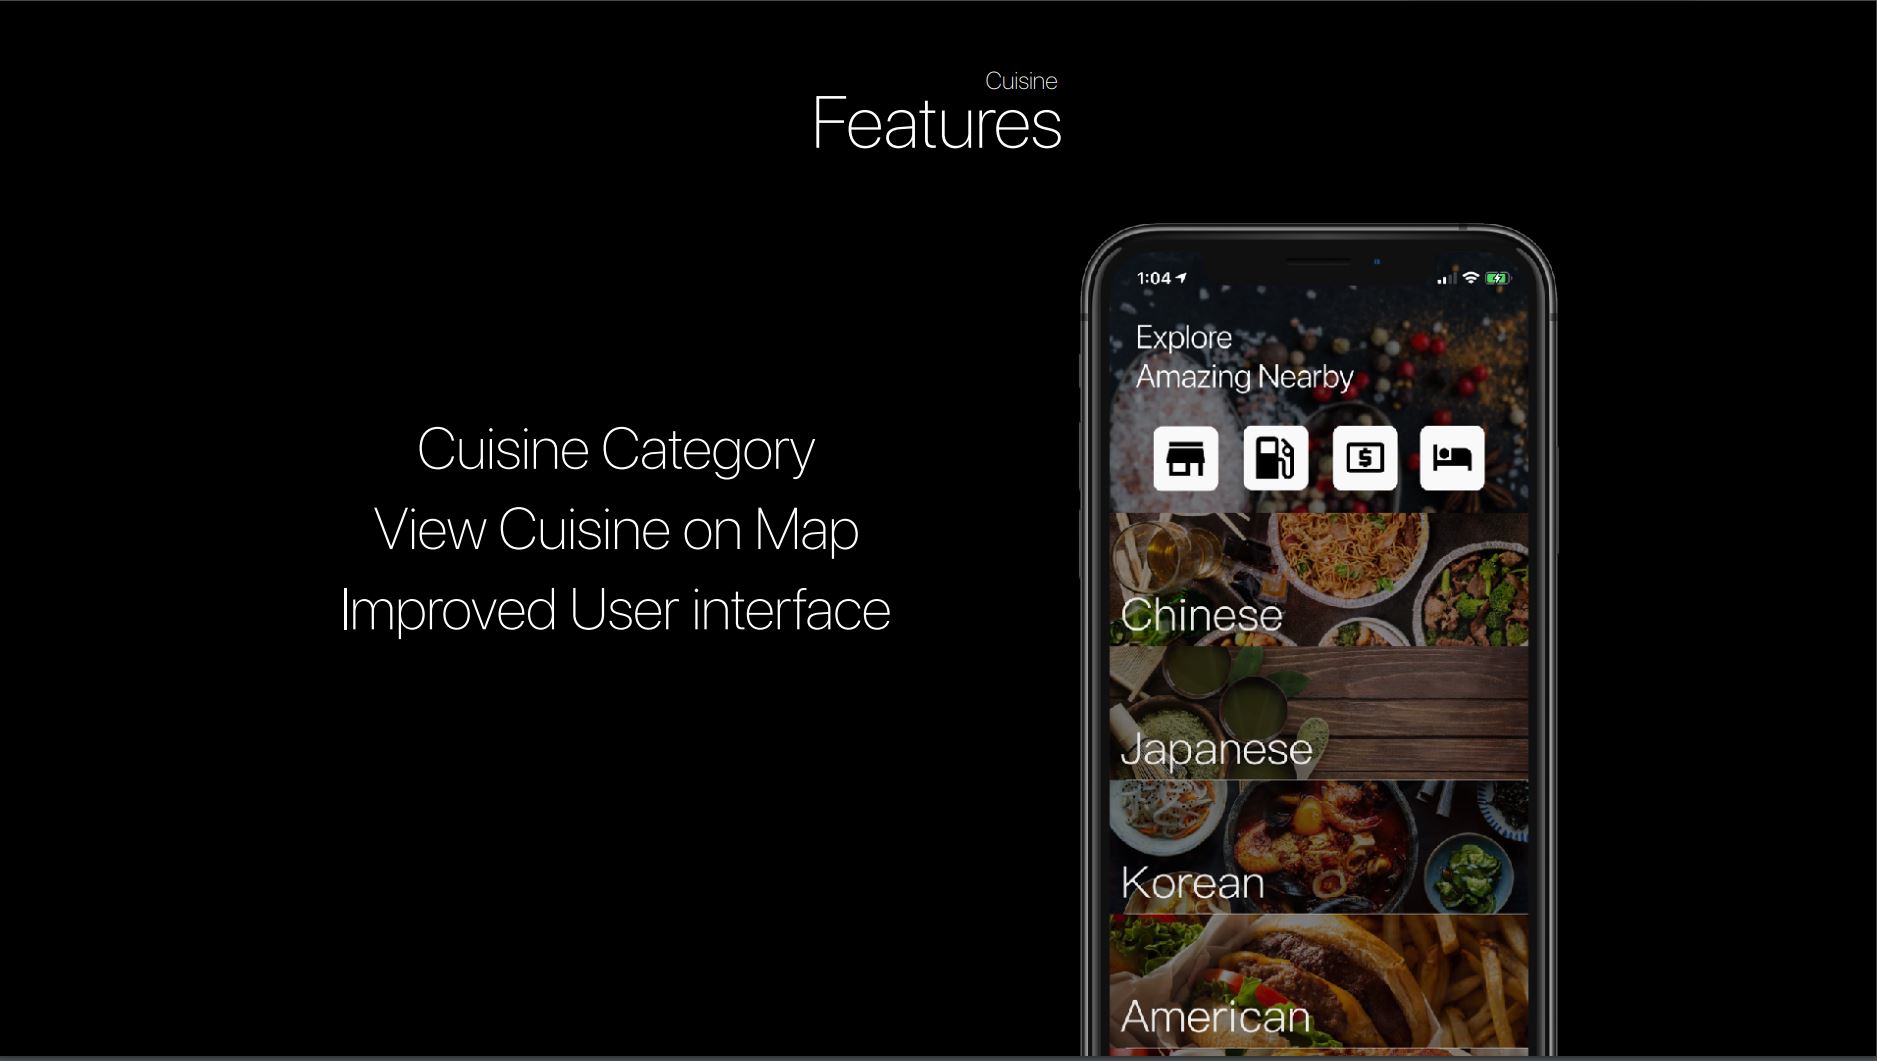 Cuisine
Features
Cuisine Category
View Cuisine on Map
Improved User interface
1:04
Explore
Amazing Nearby
$
Chinese
Japanese
Korean
American